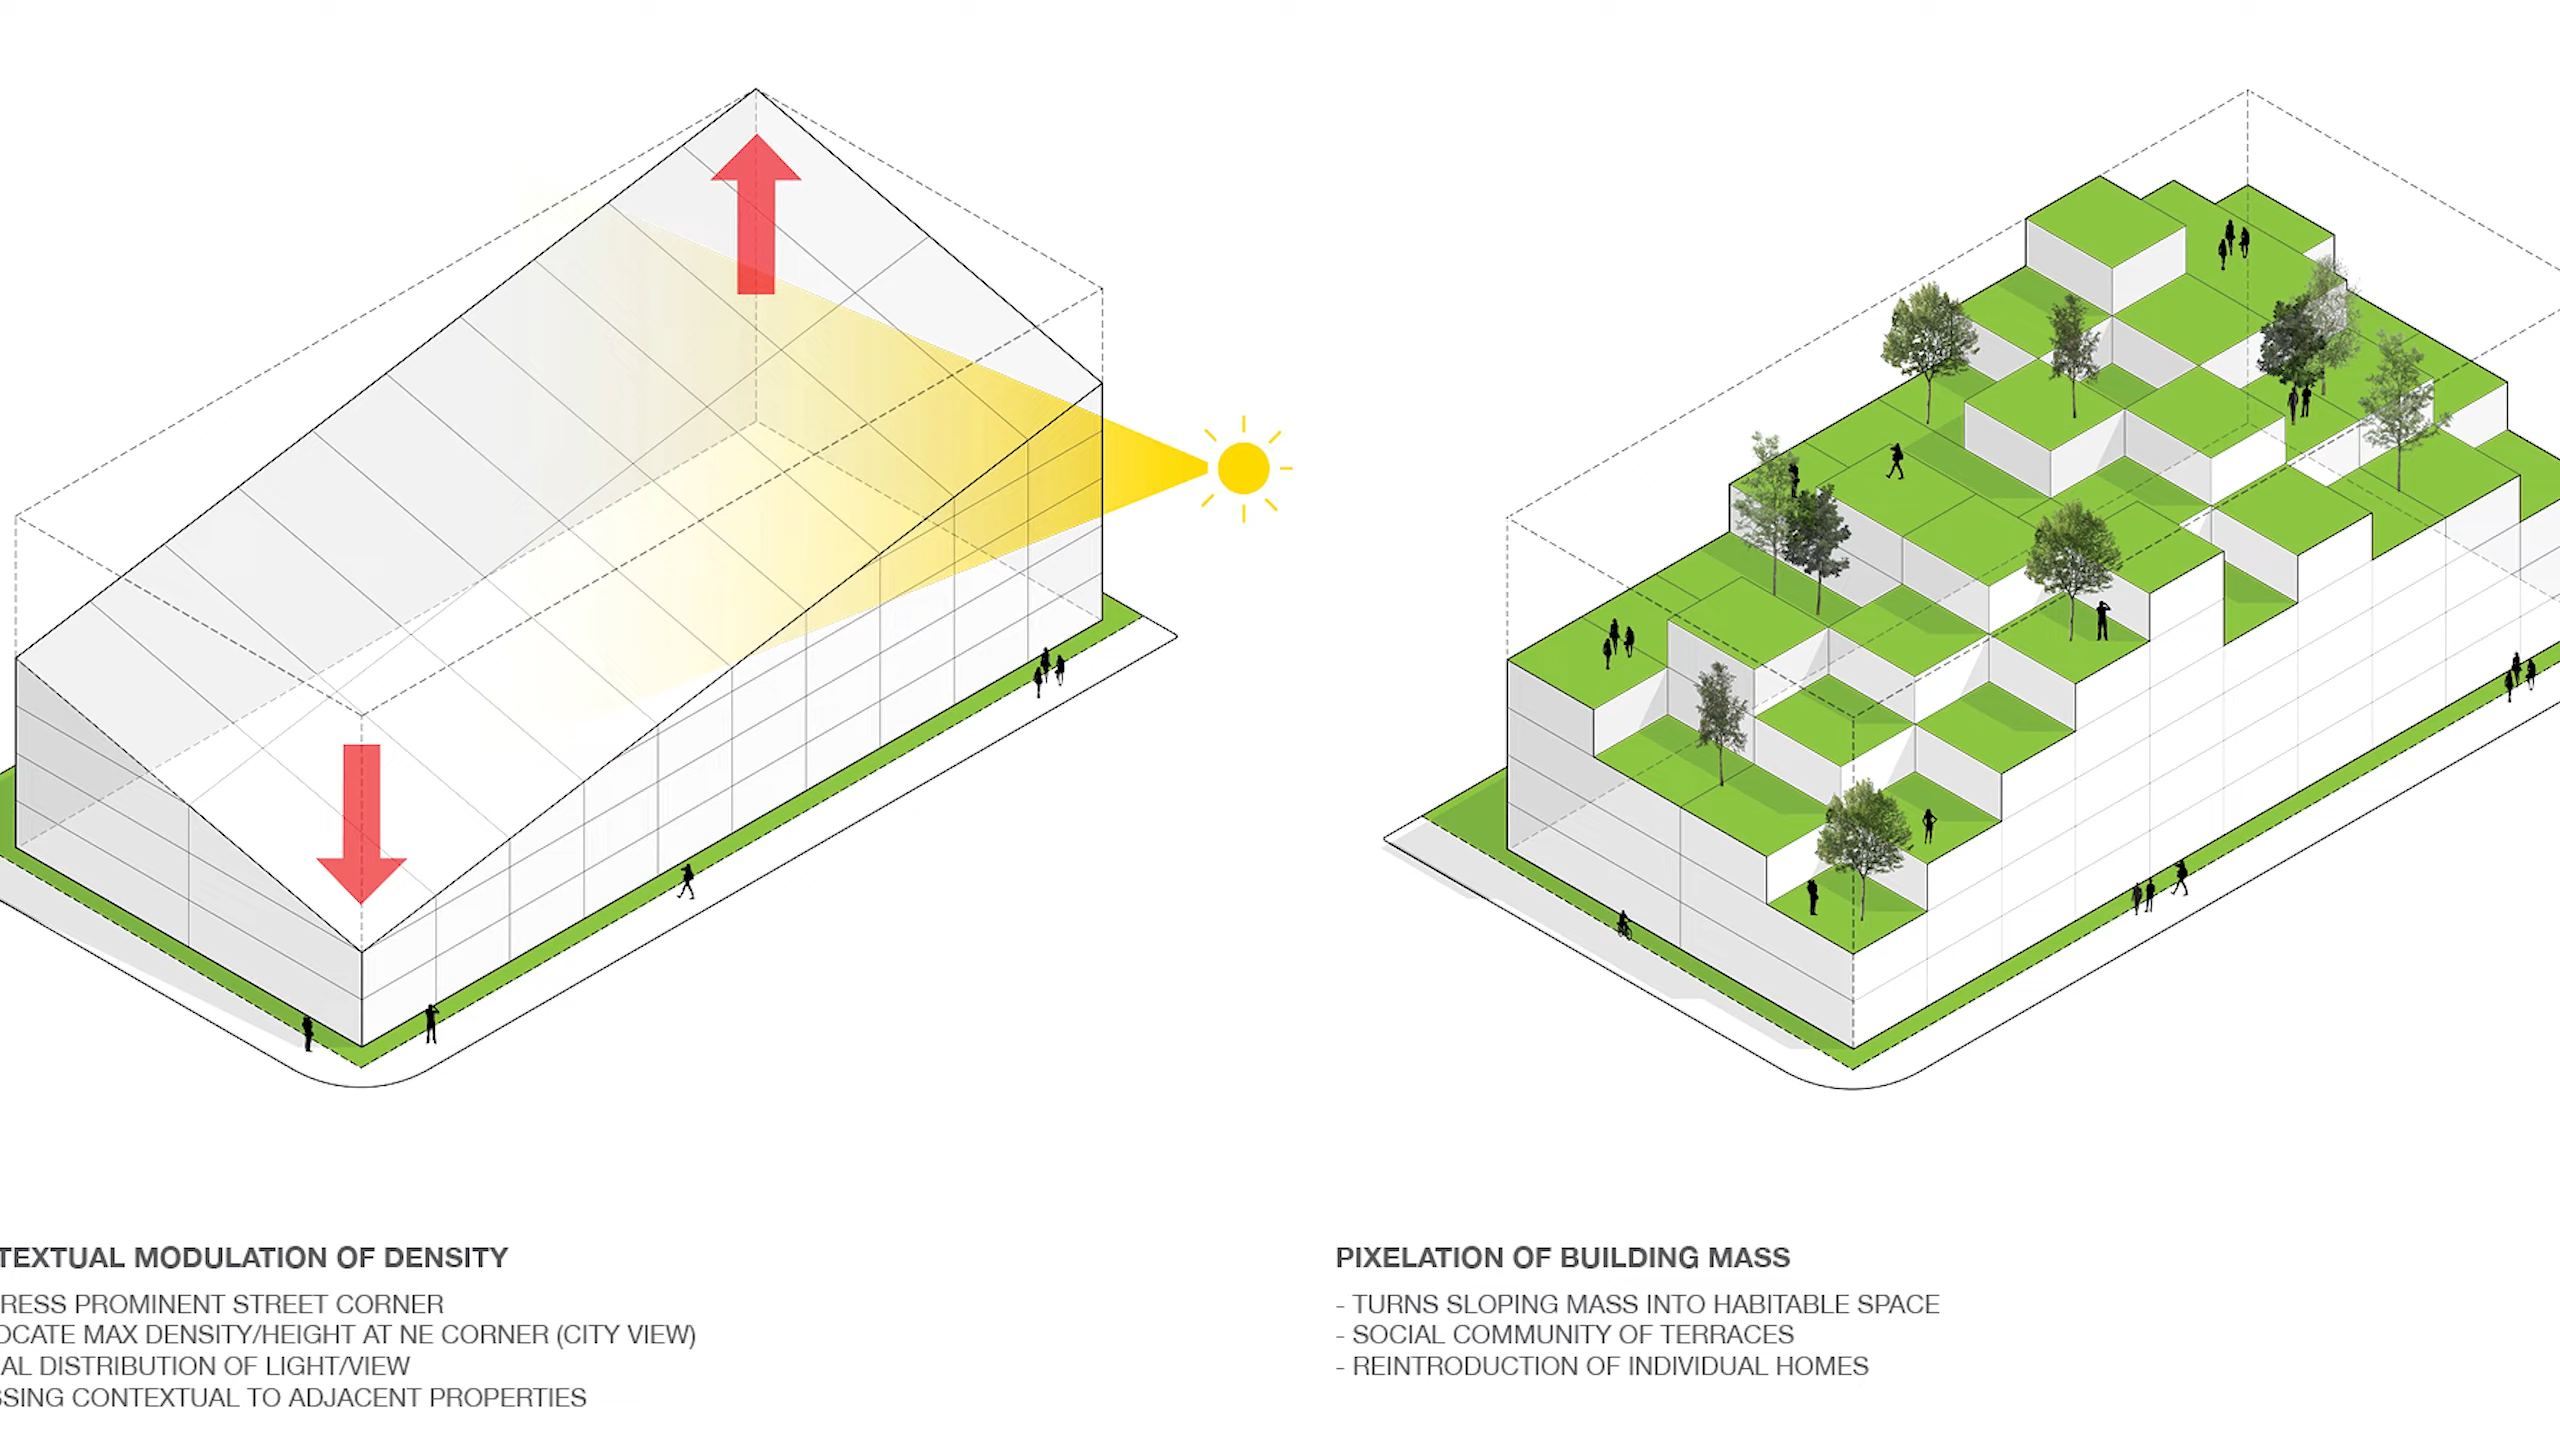 TEXTUAL MODULATION OF DENSITY
RESS PROMINENT STREET CORNER
OCATE MAX DENSITY/HEIGHT AT NE CORNER (CITY VIEW)
AL DISTRIBUTION OF LIGHT/VIEW
SSING CONTEXTUAL TO ADJACENT PROPERTIES
PIXELATION OF BUILDING MASS
- TURNS SLOPING MASS INTO HABITABLE SPACE
- SOCIAL COMMUNITY OF TERRACES
- REINTRODUCTION OF INDIVIDUAL HOMES